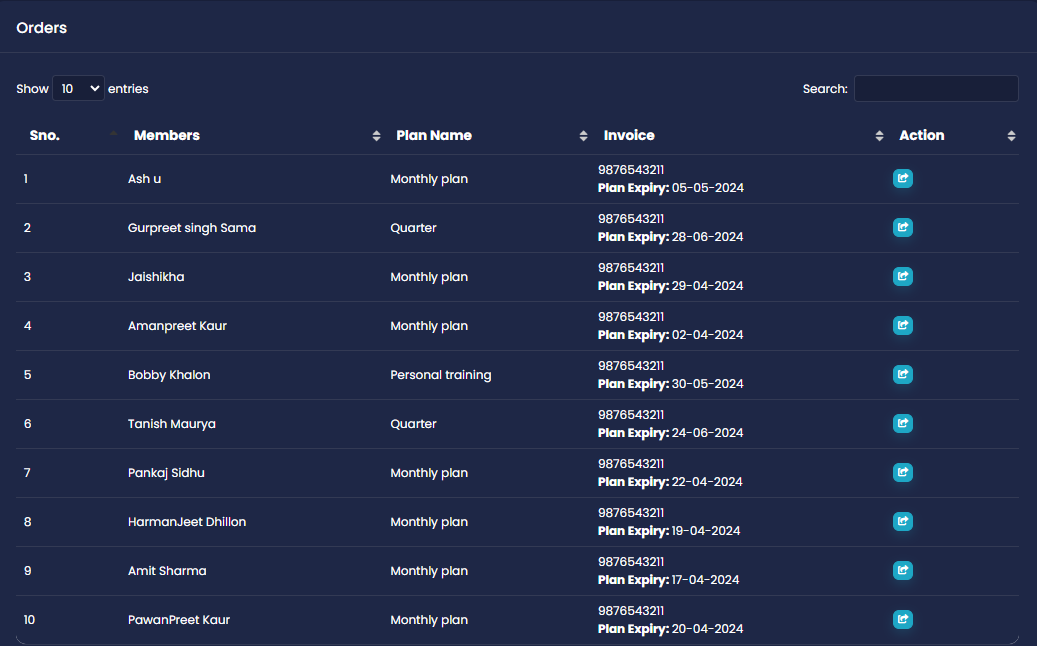 Orders
Show 10 entries Search:
Sno. Members Plan Name Invoice Action
1 Ash u Monthly plan 9876543211
Plan Expiry: 05-05-2024
2 Gurpreet singh Sama Quarter 9876543211
Plan Expiry: 28-06-2024
3 Jaishikha Monthly plan 9876543211
Plan Expiry: 29-04-2024
4 Amanpreet Kaur Monthly plan 9876543211
Plan Expiry: 02-04-2024
5 Bobby Khalon Personal training 9876543211
Plan Expiry: 30-05-2024
6 Tanish Maurya Quarter 9876543211
Plan Expiry: 24-06-2024
7 Pankaj Sidhu Monthly plan 9876543211
Plan Expiry: 22-04-2024
8 HarmanJeet Dhillon Monthly plan 9876543211
Plan Expiry: 19-04-2024
9 Amit Sharma Monthly plan 9876543211
Plan Expiry: 17-04-2024
10 PawanPreet Kaur Monthly plan 9876543211
Plan Expiry: 20-04-2024